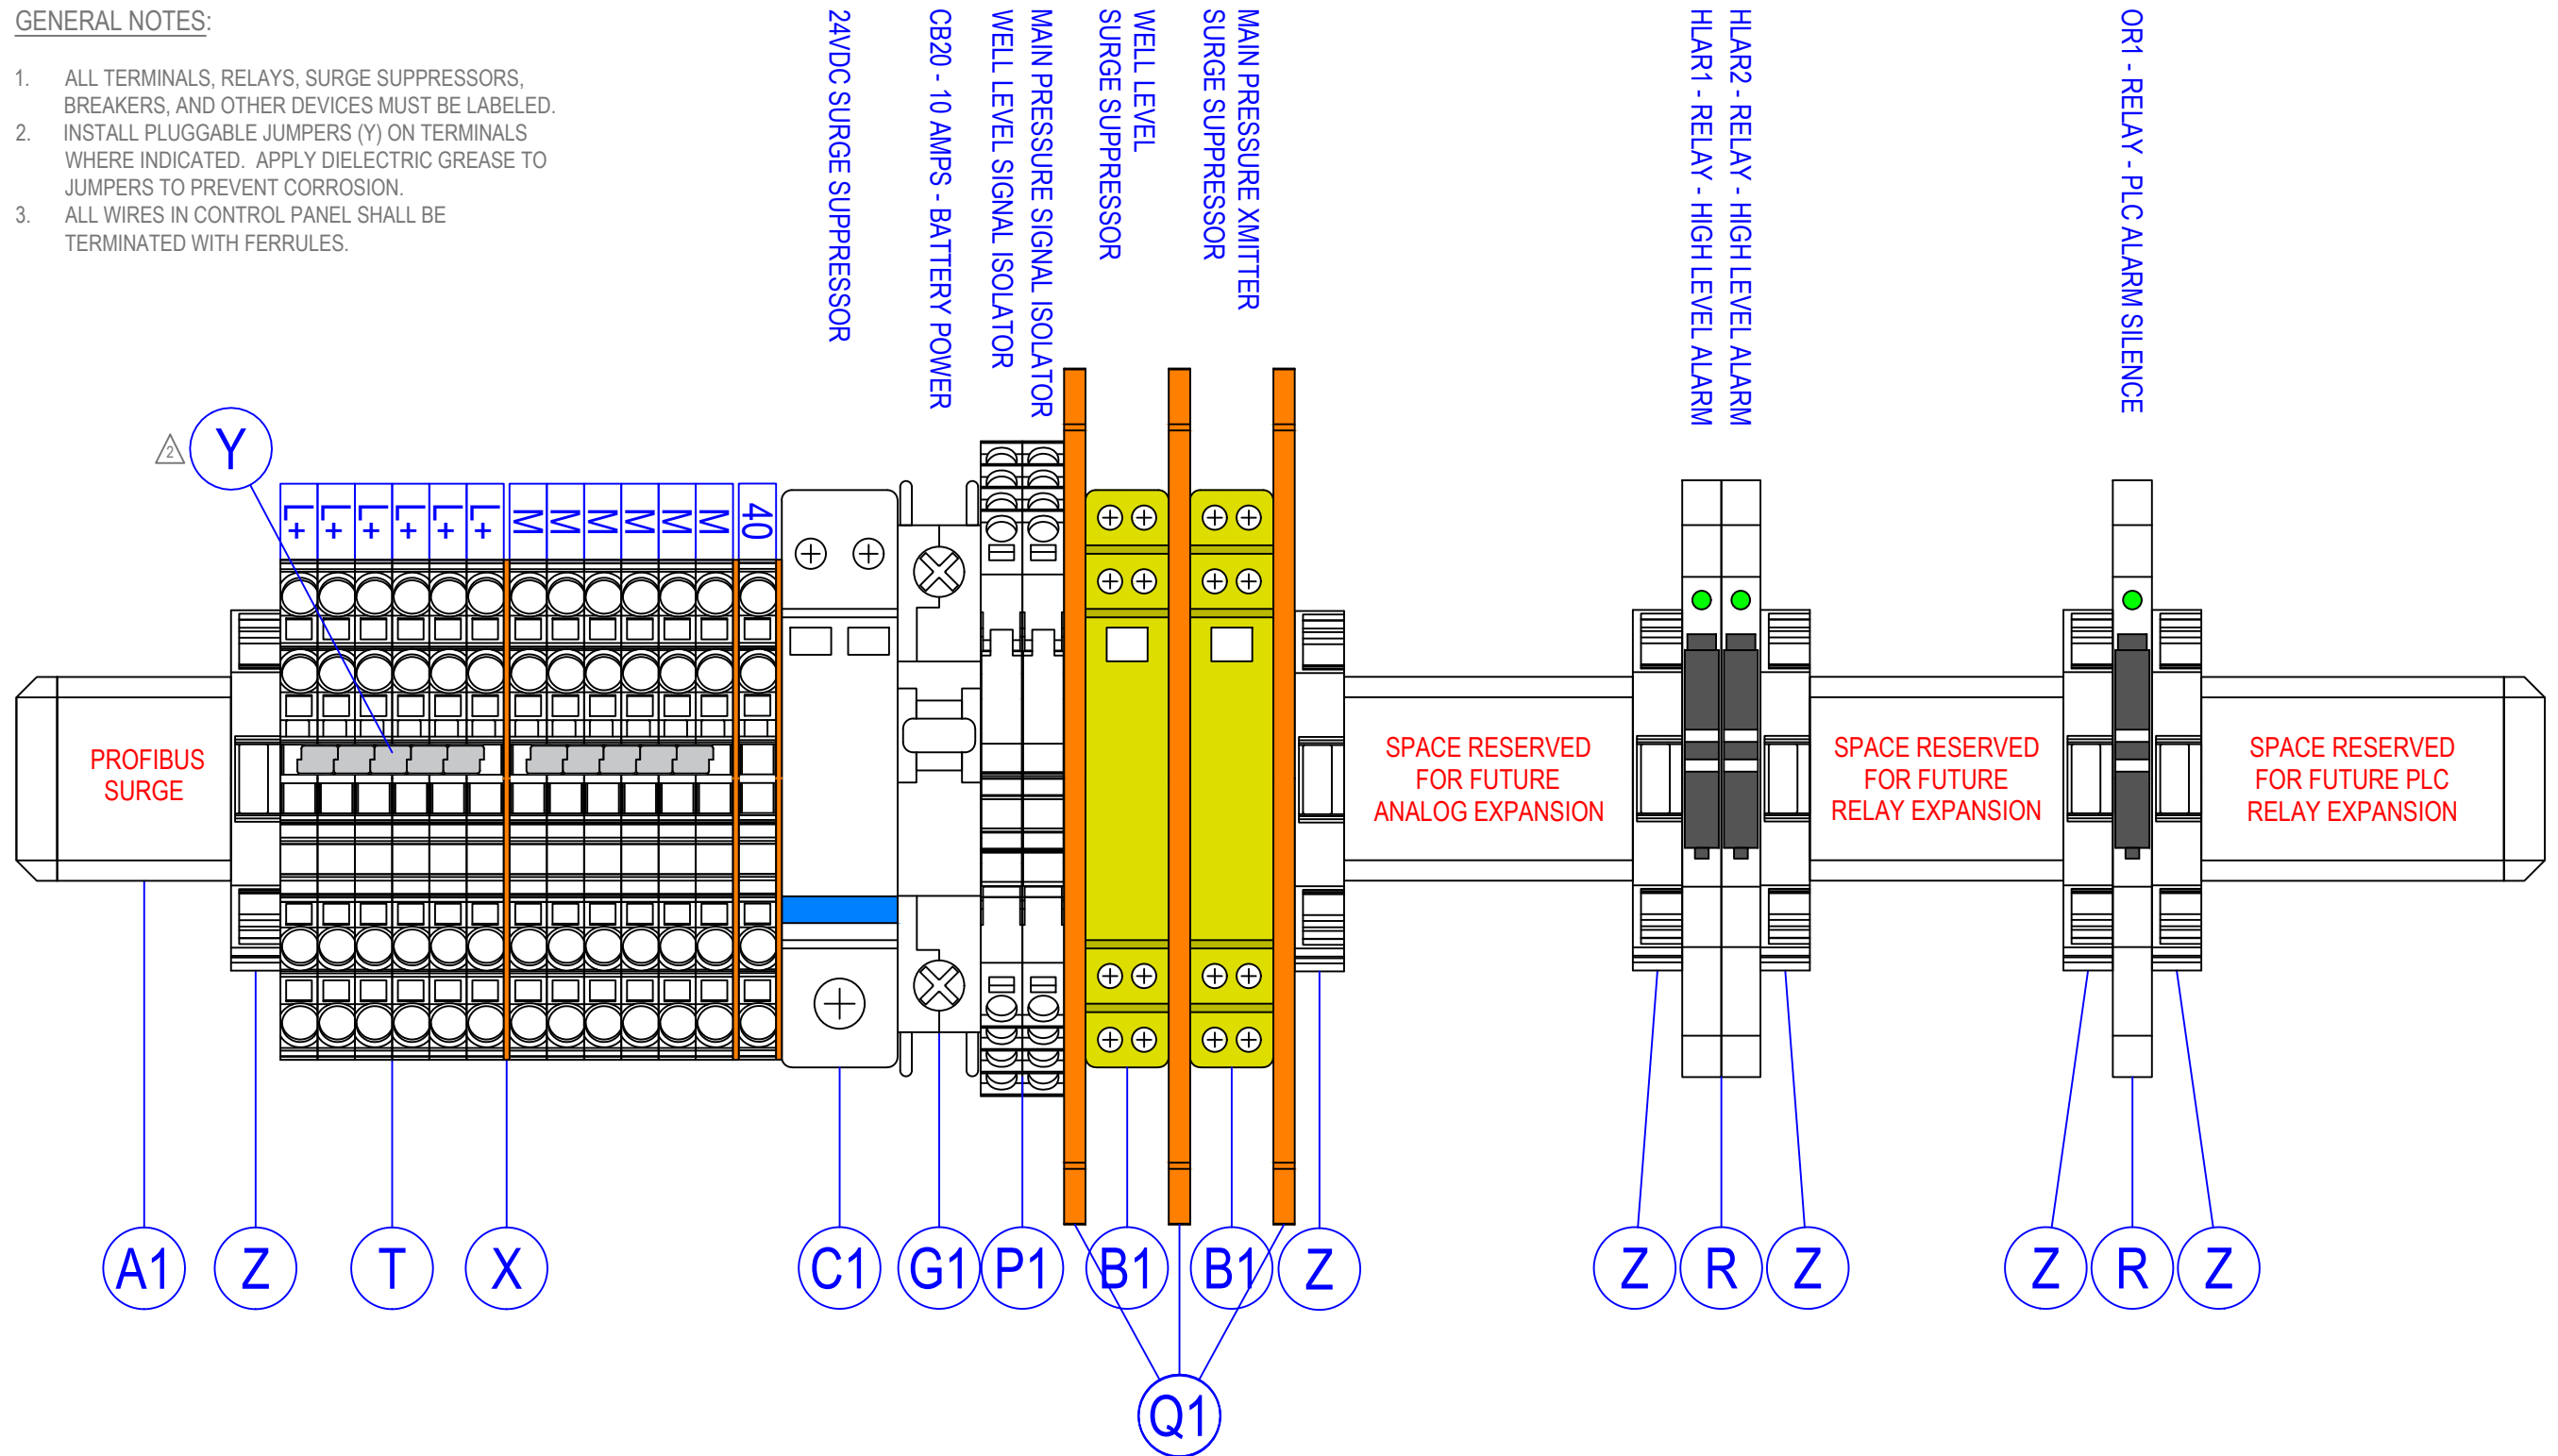 GENERAL NOTES:
1. ALL TERMINALS, RELAYS, SURGE SUPPRESSORS,
BREAKERS, AND OTHER DEVICES MUST BE LABELED.
2. INSTALL PLUGGABLE JUMPERS (Y) ON TERMINALS
WHERE INDICATED. APPLY DIELECTRIC GREASE TO
JUMPERS TO PREVENT CORROSION.
3. ALL WIRES IN CONTROL PANEL SHALL BE
TERMINATED WITH FERRULES.
24VDC SURGE SUPPRESSOR
CB20 - 10 AMPS - BATTERY POWER
MAIN PRESSURE SIGNAL ISOLATOR
WELL LEVEL SIGNAL ISOLATOR
WELL LEVEL
SURGE SUPPRESSOR
MAIN PRESSURE XMITTER
SURGE SUPPRESSOR
HLAR2 - RELAY - HIGH LEVEL ALARM
HLAR1 - RELAY - HIGH LEVEL ALARM
OR1 - RELAY - PLC ALARM SILENCE
2
Y
L+
L+
L+
L+
L+
L+
M
M
M
M
M
M
40
PROFIBUS
SURGE
SPACE RESERVED
FOR FUTURE
ANALOG EXPANSION
SPACE RESERVED
FOR FUTURE
RELAY EXPANSION
SPACE RESERVED
FOR FUTURE PLC
RELAY EXPANSION
A1
Z
T
X
C1
G1
P1
B1
B1
Z
Z
R
Z
Z
R
Z
Q1